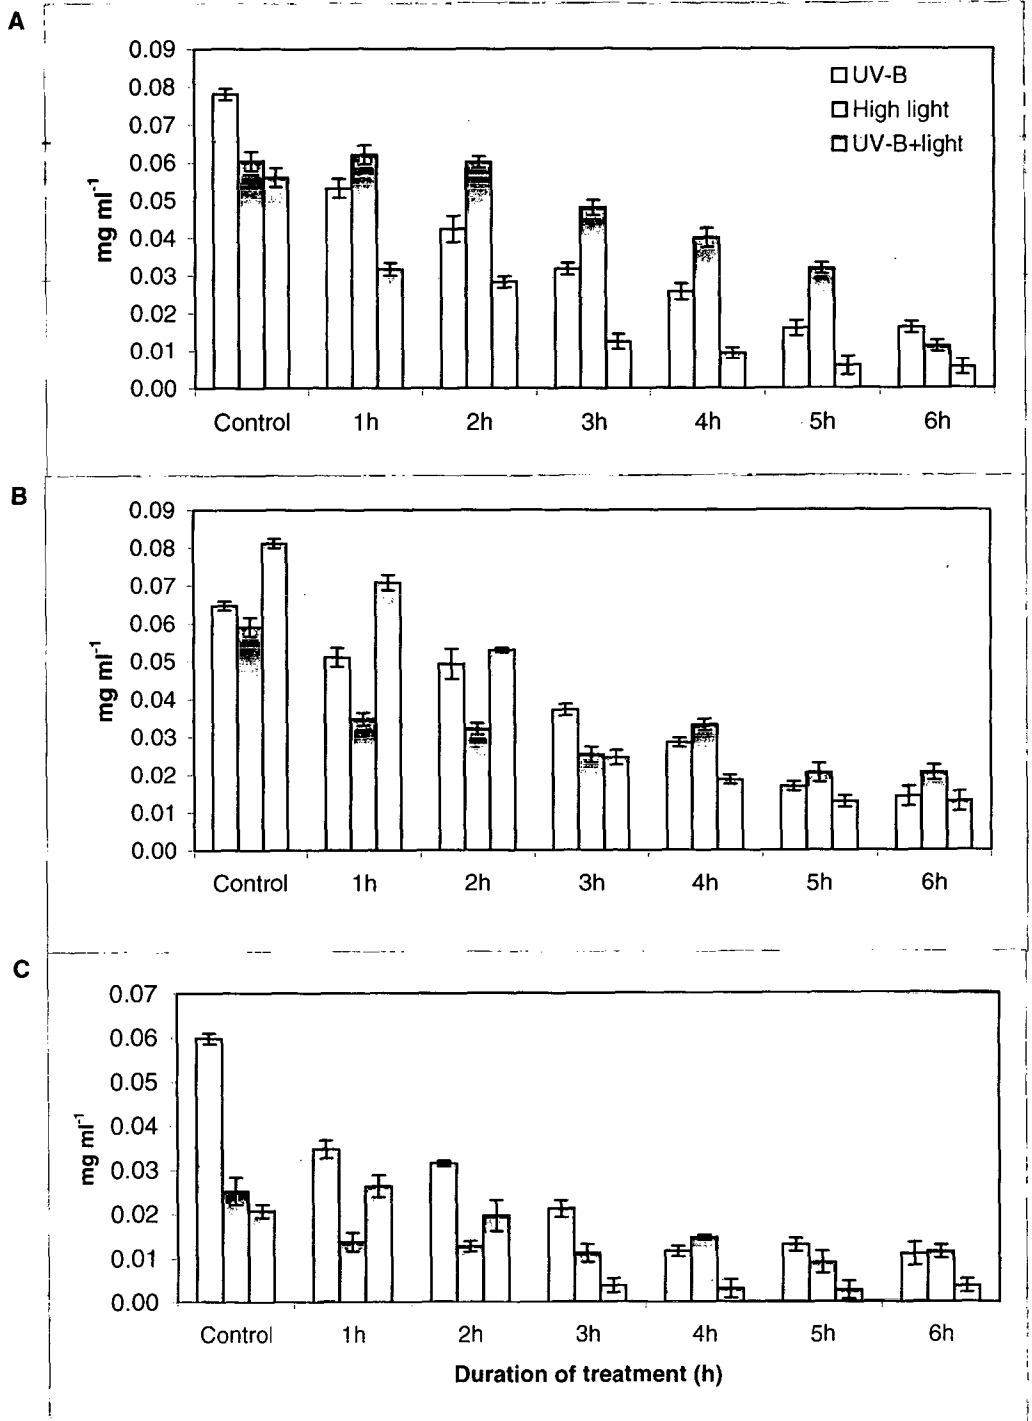 A
0.09
0.08
0.07
0.06
0.05
0.04
0.03
0.02
0.01
0.00
mg ml-1
UV-B
High light
UV-B+light
Control 1h 2h 3h 4h 5h 6h
B
0.09
0.08
0.07
0.06
0.05
0.04
0.03
0.02
0.01
0.00
mg ml-1
Control 1h 2h 3h 4h 5h 6h
C
0.07
0.06
0.05
0.04
0.03
0.02
0.01
0.00
mg ml-1
Control 1h 2h 3h 4h 5h 6h
Duration of treatment (h)